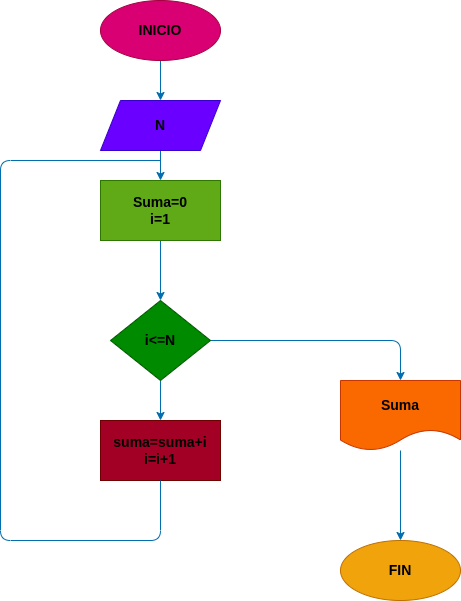 INICIO
N
Suma=0
i=1
i<=N
suma=suma+i
i=i+1
Suma
FIN